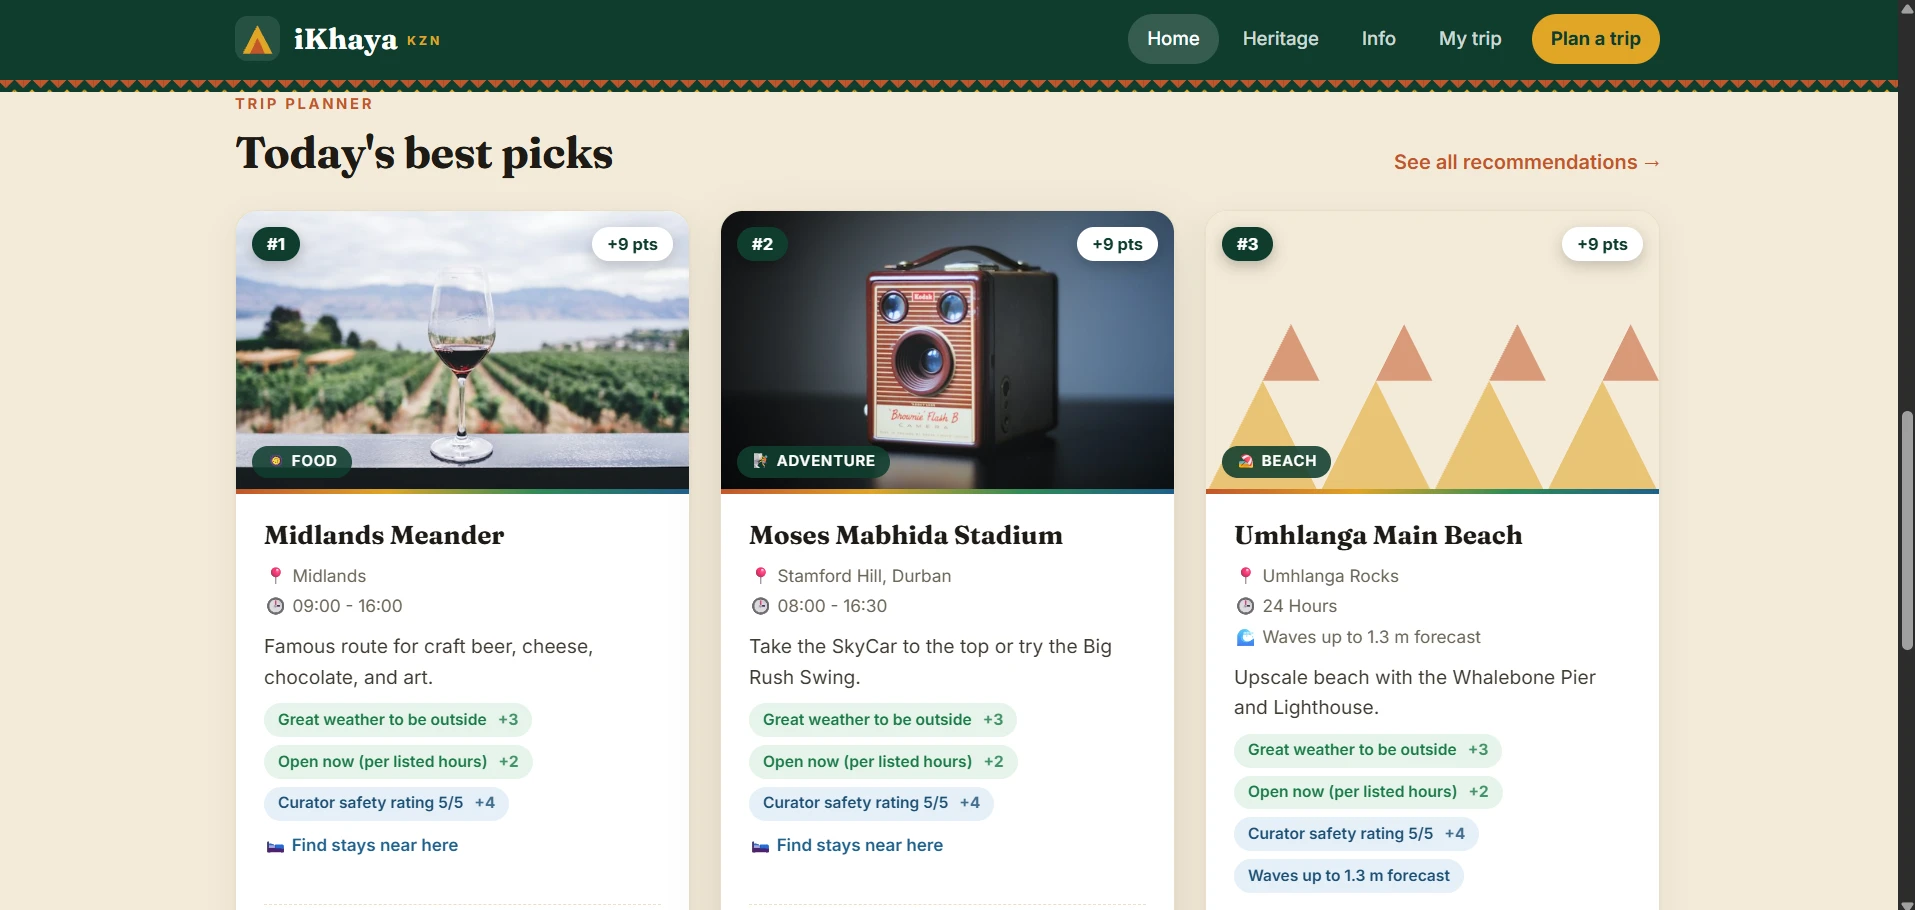 iKhaya KZN
Home
Heritage
Info
My trip
Plan a trip
TRIP PLANNER
Today's best picks
See all recommendations →
#1
+9 pts
FOOD
Midlands Meander
Midlands
09:00 - 16:00
Famous route for craft beer, cheese,
chocolate, and art.
Great weather to be outside +3
Open now (per listed hours) +2
Curator safety rating 5/5 +4
Find stays near here
#2
+9 pts
Kodak
"Brownie" Flash B
CAMERA
ADVENTURE
Moses Mabhida Stadium
Stamford Hill, Durban
08:00 - 16:30
Take the SkyCar to the top or try the Big
Rush Swing.
Great weather to be outside +3
Open now (per listed hours) +2
Curator safety rating 5/5 +4
Find stays near here
#3
+9 pts
BEACH
Umhlanga Main Beach
Umhlanga Rocks
24 Hours
Waves up to 1.3 m forecast
Upscale beach with the Whalebone Pier
and Lighthouse.
Great weather to be outside +3
Open now (per listed hours) +2
Curator safety rating 5/5 +4
Waves up to 1.3 m forecast